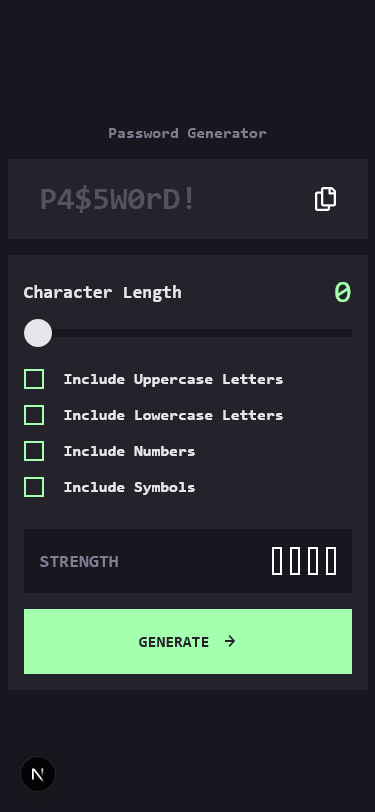 Password Generator
P4$5W0rD!
Character Length
0
Include Uppercase Letters
Include Lowercase Letters
Include Numbers
Include Symbols
STRENGTH
GENERATE →
N